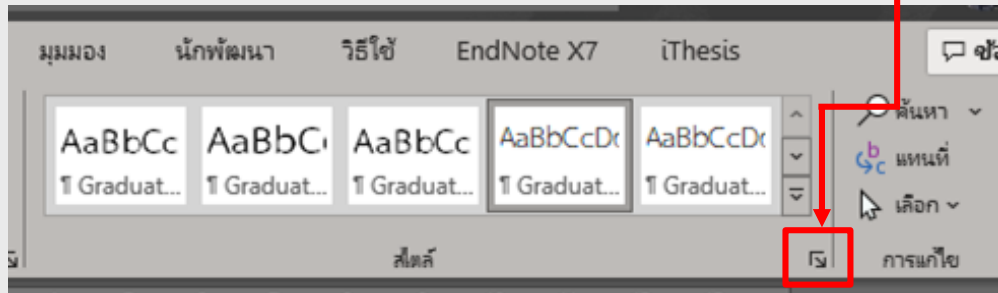 มุมมอง นักพัฒนา วิธีใช้ EndNote X7 iThesis
AaBbCc AaBbC AaBbCc AaBbCcD AaBbCcD ค้นหา
¶ Graduat... ¶ Graduat... ¶ Graduat... ¶ Graduat... ¶ Graduat... แทนที่
เลือก
สไตล์ การแก้ไข